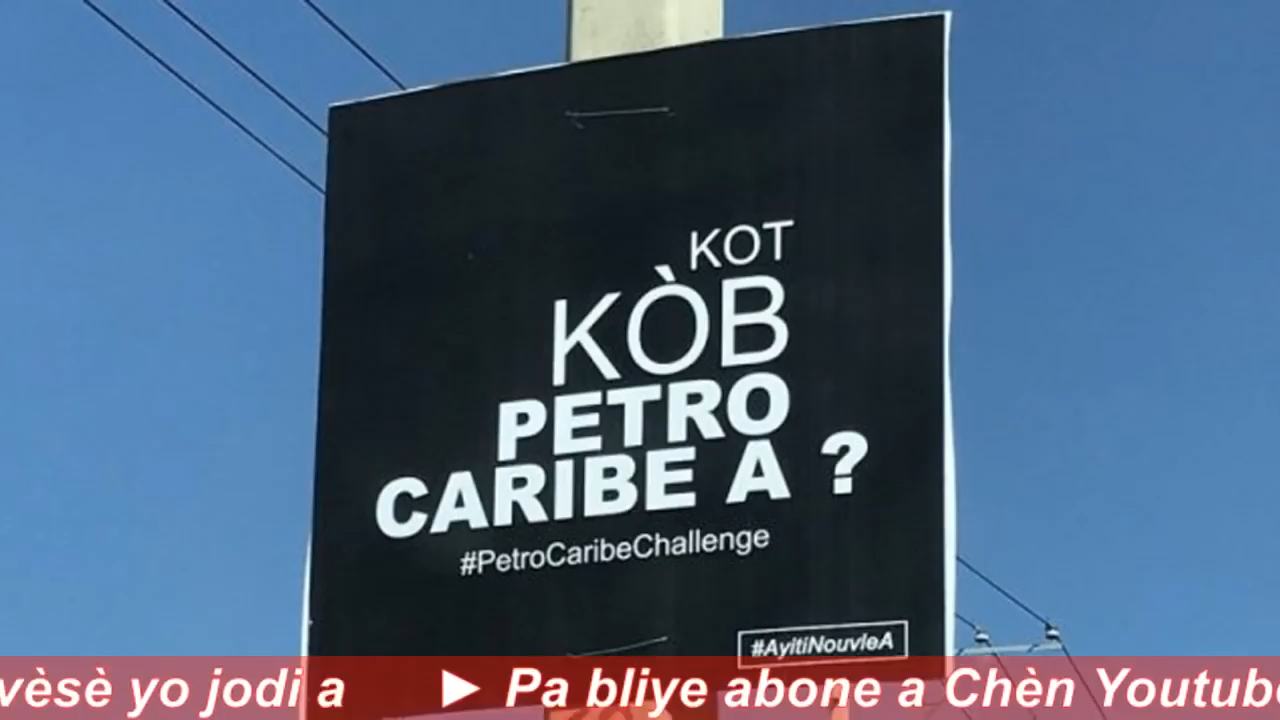 KOT
KÒB
PETRO
CARIBE A ?
#PetroCaribeChallenge
#AyitiNouvleA
vèsè yo jodi a ► Pa bliye abone a Chèn Youtube